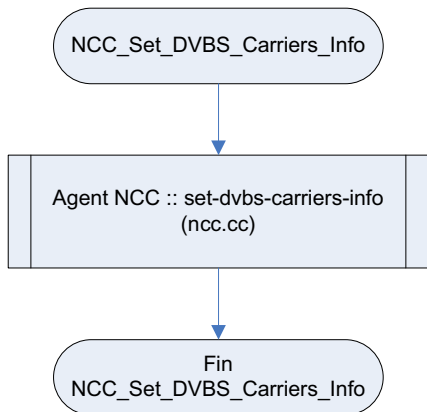 NCC_Set_DVBS_Carriers_Info
Agent NCC :: set-dvbs-carriers-info
(ncc.cc)
Fin
NCC_Set_DVBS_Carriers_Info